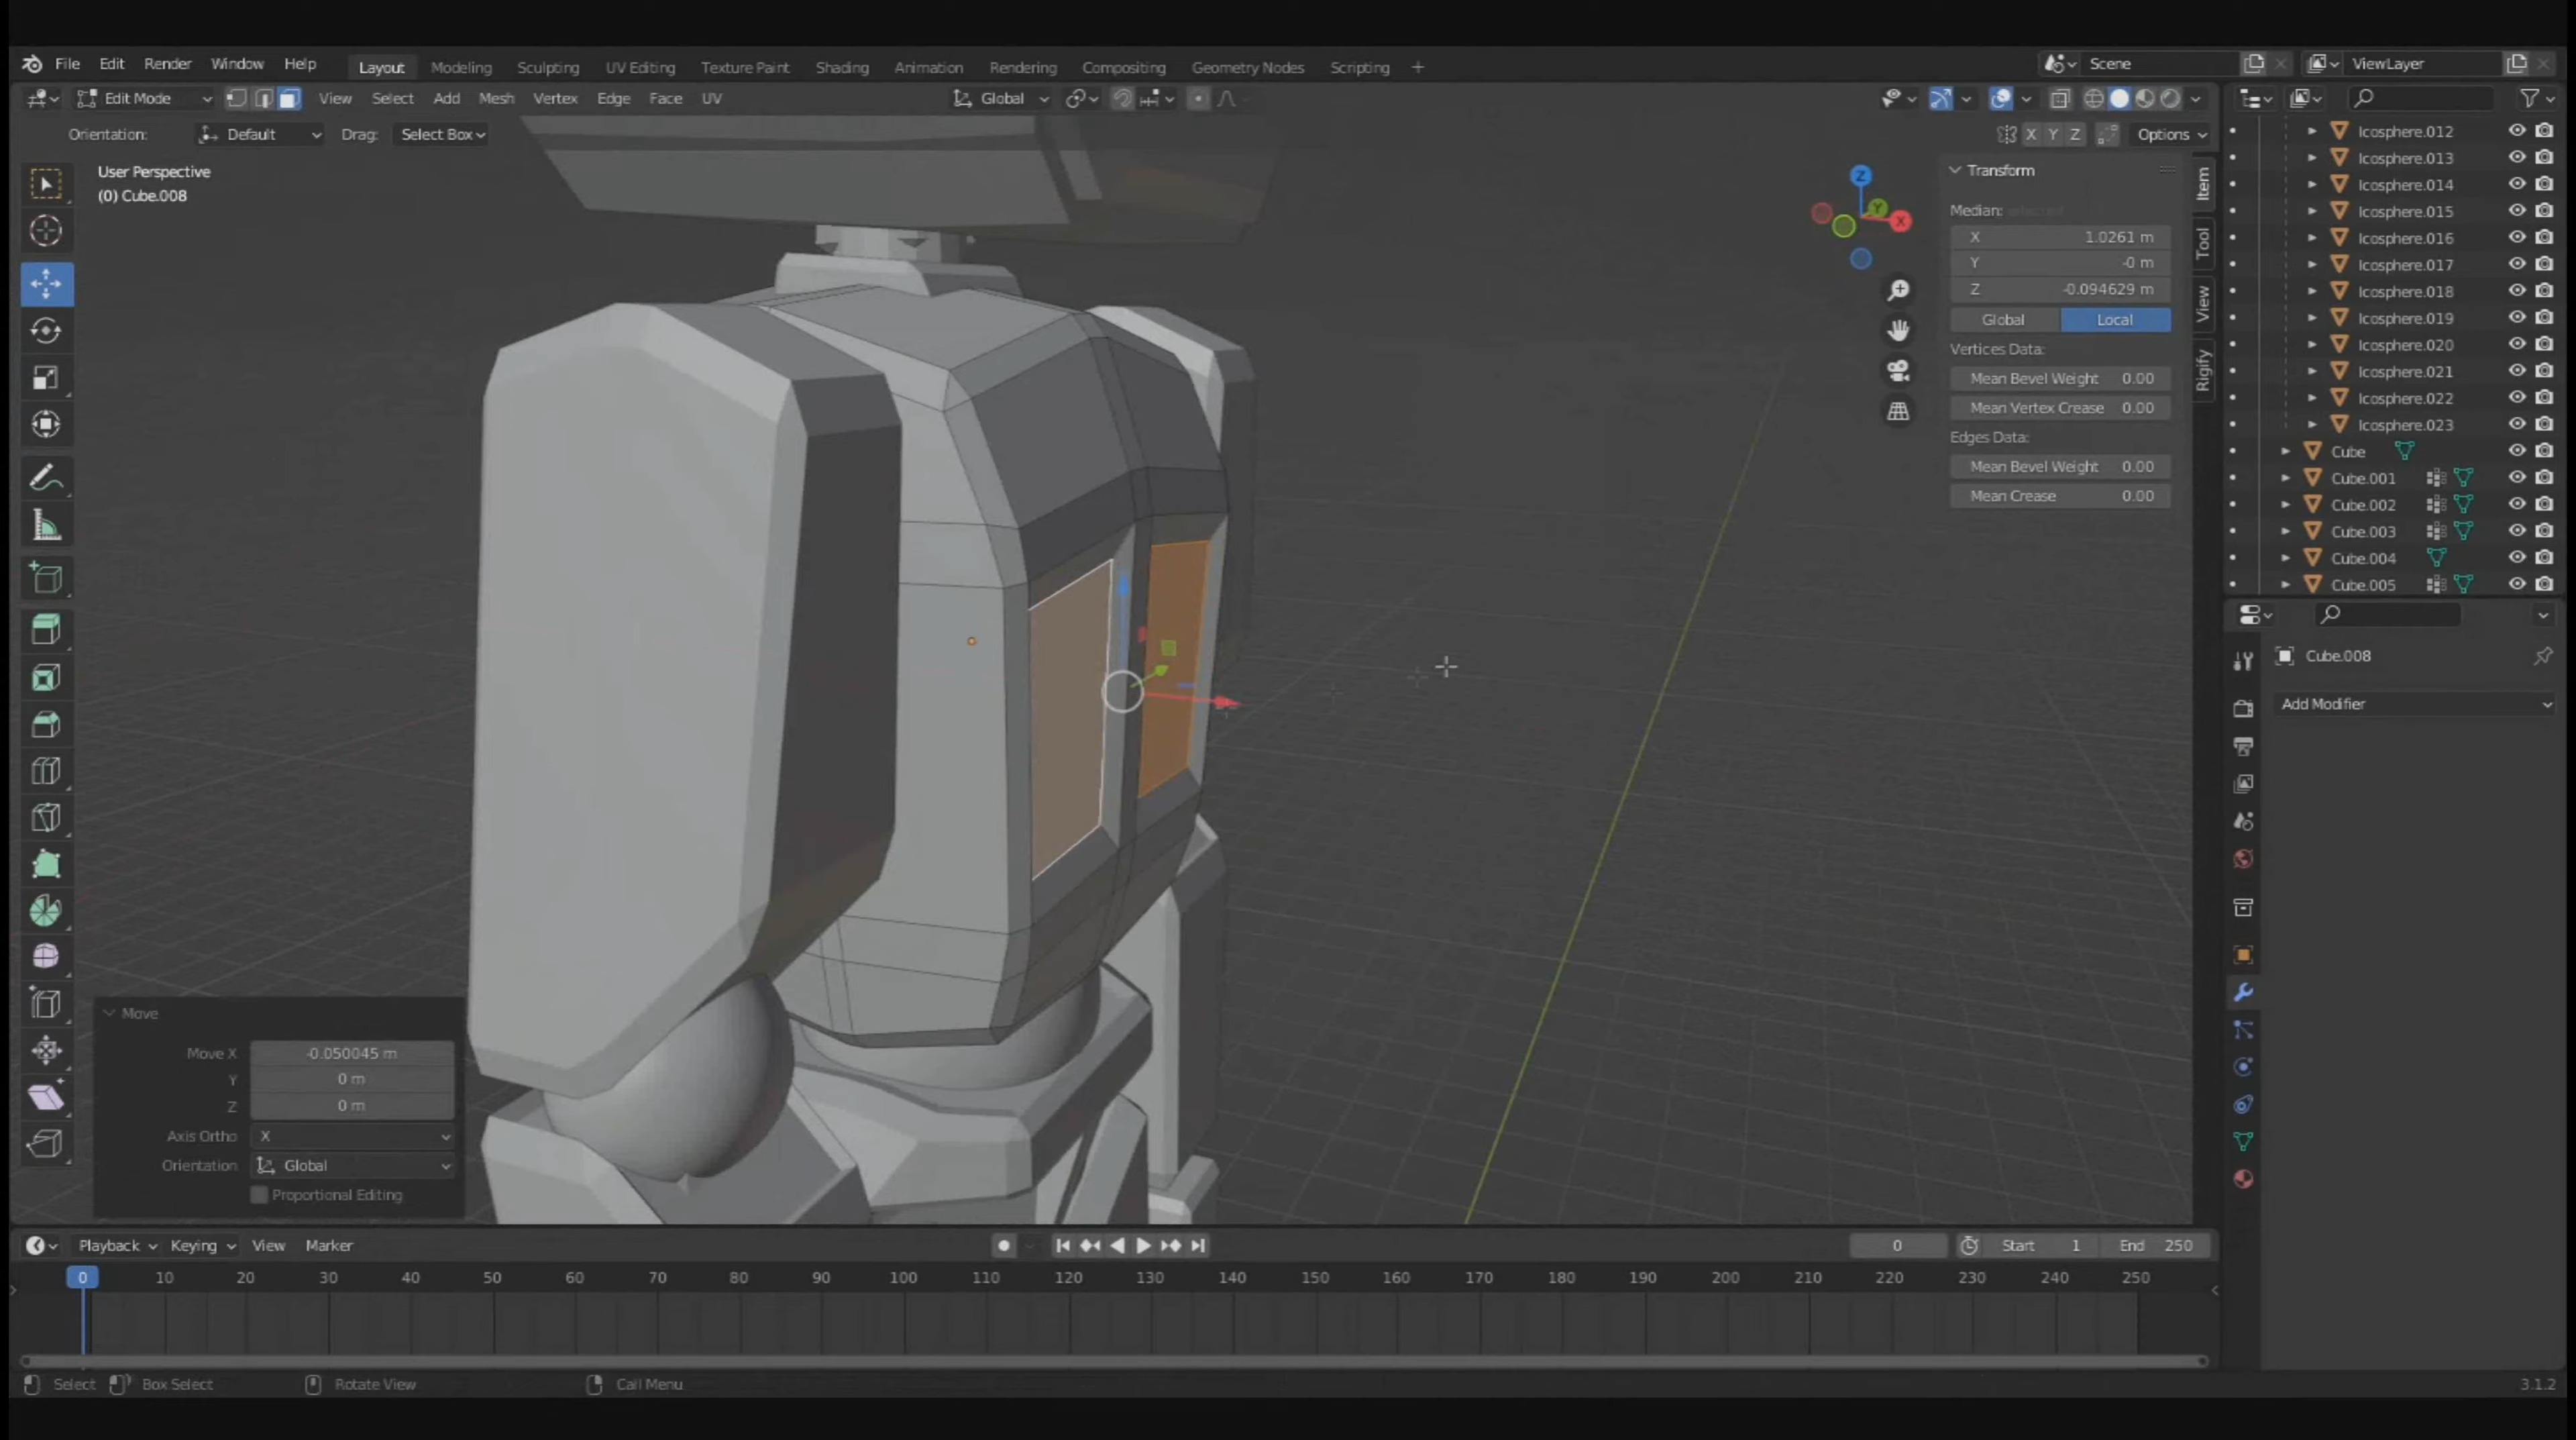 File Edit Render Window Help Layout Modeling Sculpting UV Editing Texture Paint Shading Animation Rendering Compositing Geometry Nodes Scripting + Scene ViewLayer
Edit Mode View Select Add Mesh Vertex Edge Face UV Global
Orientation: Default Drag: Select Box X Y Z Options
User Perspective
(0) Cube.008
Z
Y
X
Transform
Median:
X 1.0261 m
Y -0 m
Z -0.094629 m
Global Local
Vertices Data:
Mean Bevel Weight 0.00
Mean Vertex Crease 0.00
Edges Data:
Mean Bevel Weight 0.00
Mean Crease 0.00
Item
Tool
View
Rigify
Icosphere.012
Icosphere.013
Icosphere.014
Icosphere.015
Icosphere.016
Icosphere.017
Icosphere.018
Icosphere.019
Icosphere.020
Icosphere.021
Icosphere.022
Icosphere.023
Cube
Cube.001
Cube.002
Cube.003
Cube.004
Cube.005
Cube.008
Add Modifier
Move
Move X -0.050045 m
Y 0 m
Z 0 m
Axis Ortho X
Orientation Global
Proportional Editing
Playback Keying View Marker 0 Start 1 End 250
0 10 20 30 40 50 60 70 80 90 100 110 120 130 140 150 160 170 180 190 200 210 220 230 240 250
Select Box Select Rotate View Call Menu 3.1.2